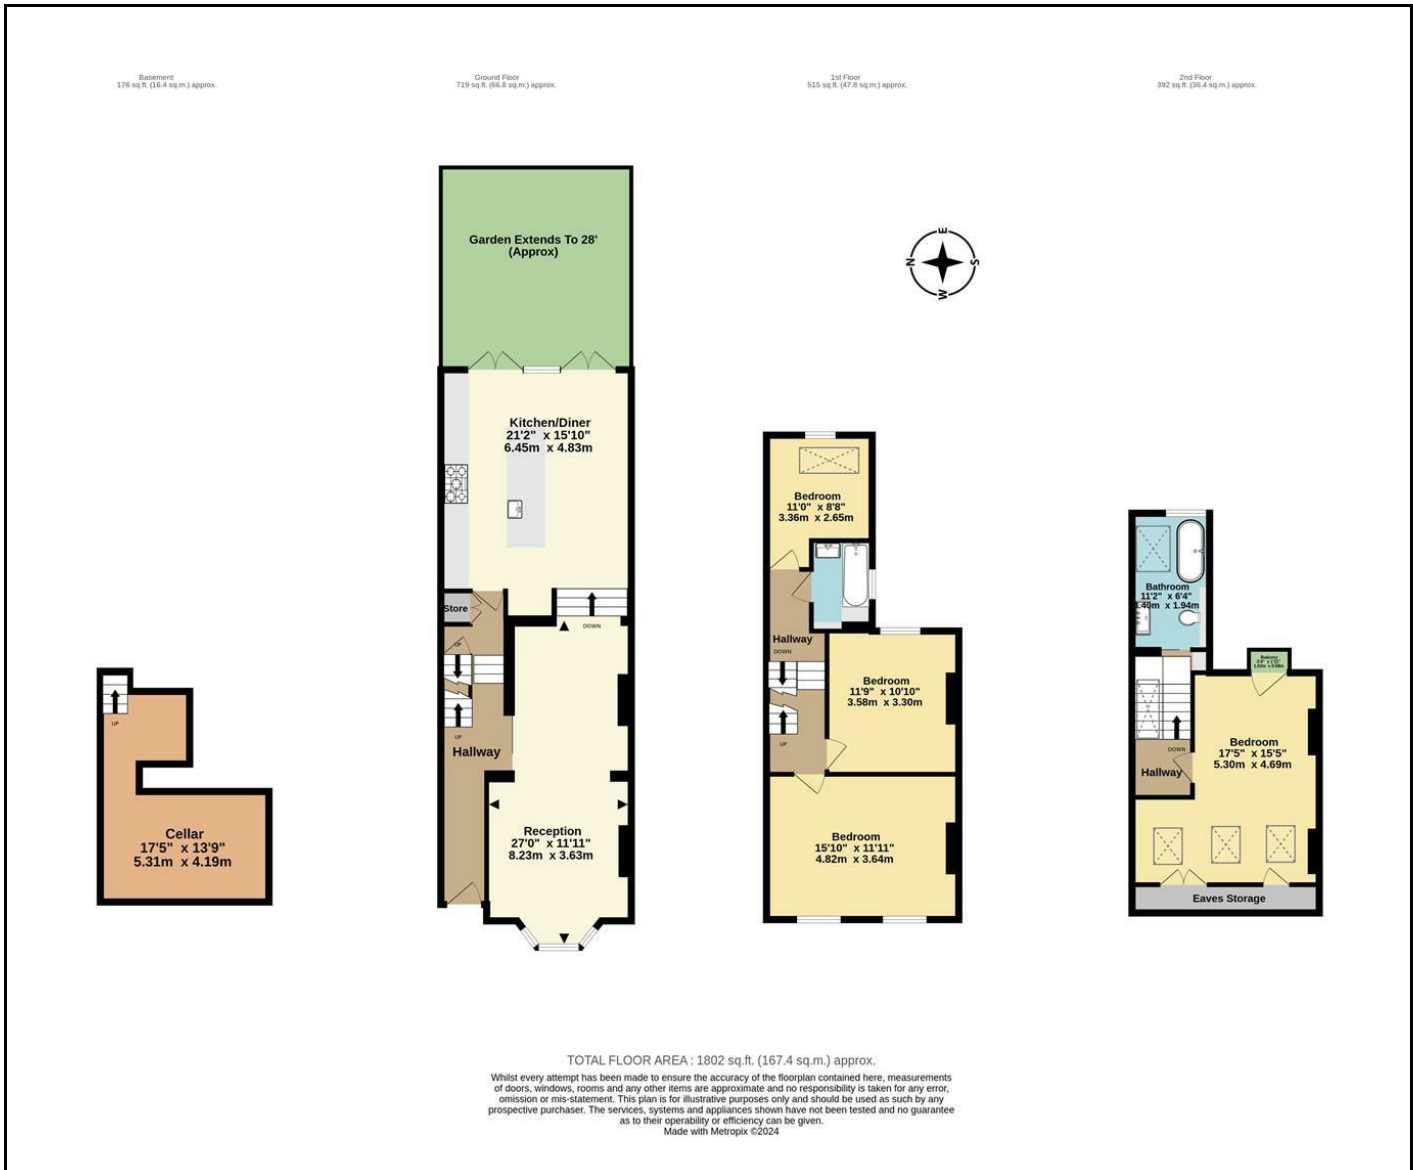 Basement
176 sq.ft. (16.4 sq.m.) approx.
Ground Floor
719 sq.ft. (66.8 sq.m.) approx.
1st Floor
515 sq.ft. (47.8 sq.m.) approx.
2nd Floor
392 sq.ft. (36.4 sq.m.) approx.
Garden Extends To 28'
(Approx)
N
E
S
W
Kitchen/Diner
21'2" x 15'10"
6.45m x 4.83m
Store
DOWN
UP
UP
Hallway
Reception
27'0" x 11'11"
8.23m x 3.63m
UP
Cellar
17'5" x 13'9"
5.31m x 4.19m
Bedroom
11'0" x 8'8"
3.36m x 2.65m
Hallway
DOWN
UP
Bedroom
11'9" x 10'10"
3.58m x 3.30m
Bedroom
15'10" x 11'11"
4.82m x 3.64m
Bathroom
11'2" x 6'4"
3.40m x 1.94m
Balcony
DOWN
Hallway
Bedroom
17'5" x 15'5"
5.30m x 4.69m
Eaves Storage
TOTAL FLOOR AREA : 1802 sq.ft. (167.4 sq.m.) approx.
Whilst every attempt has been made to ensure the accuracy of the floorplan contained here, measurements
of doors, windows, rooms and any other items are approximate and no responsibility is taken for any error,
omission or mis-statement. This plan is for illustrative purposes only and should be used as such by any
prospective purchaser. The services, systems and appliances shown have not been tested and no guarantee
as to their operability or efficiency can be given.
Made with Metropix ©2024